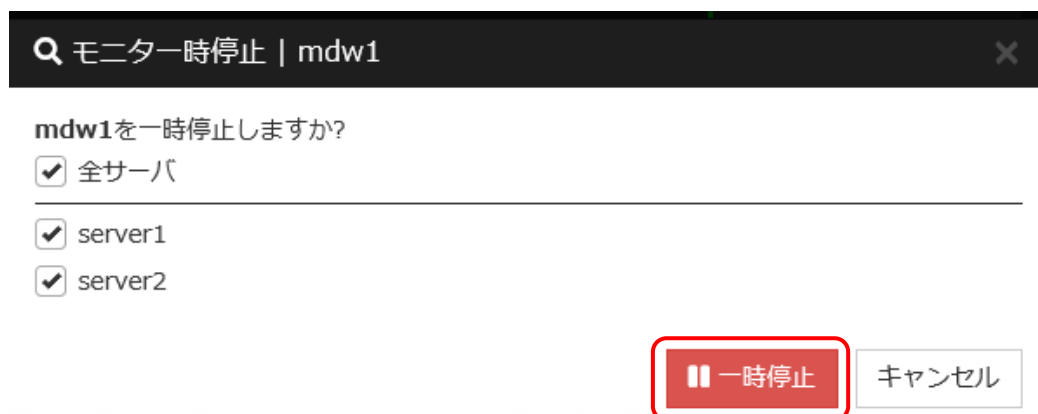 モニター時停止 | mdw1
mdw1を一時停止しますか?
全サーバ
server1
server2
一時停止
キャンセル